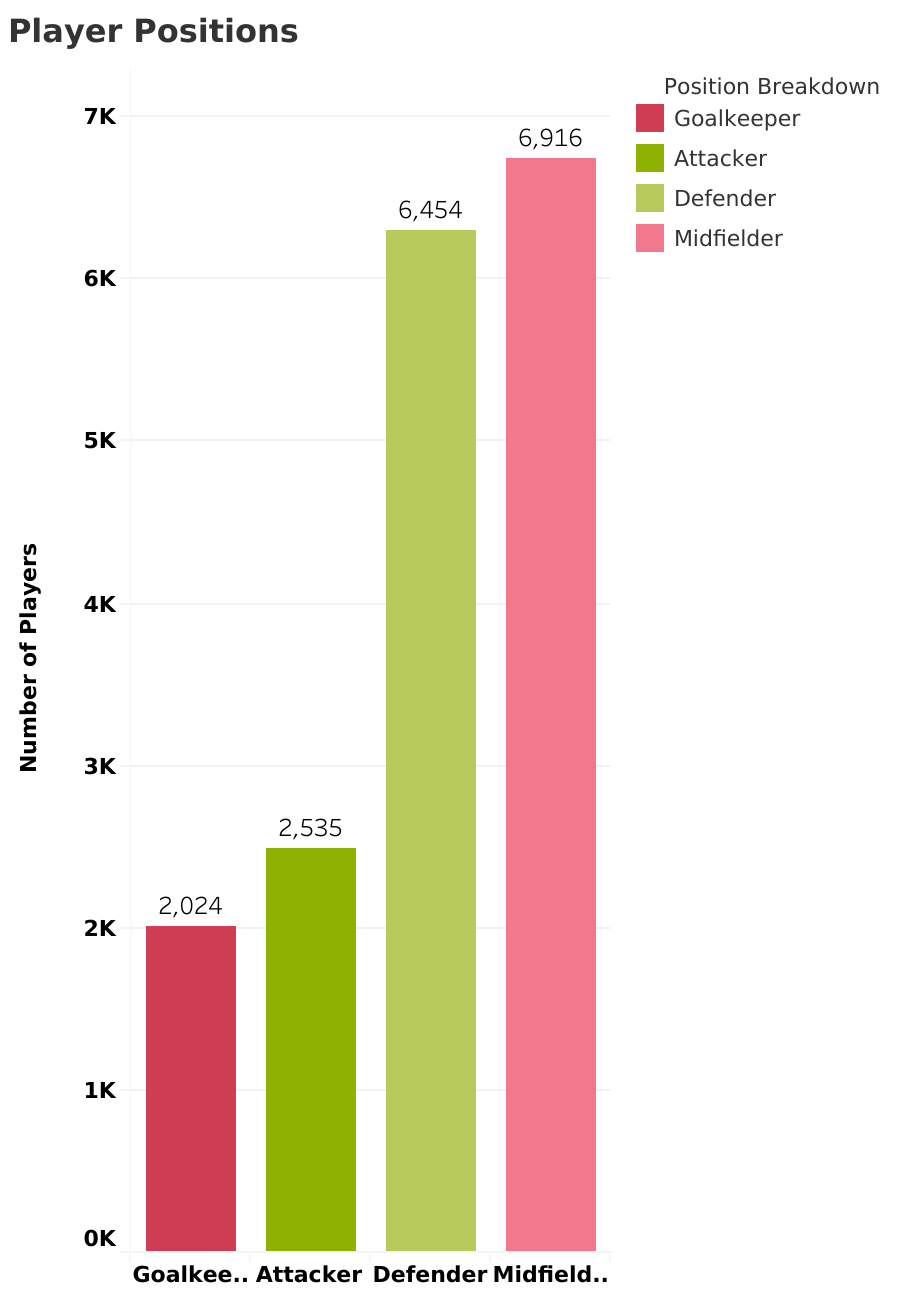 Player Positions
Position Breakdown
Goalkeeper
Attacker
Defender
Midfielder
Number of Players
7K
6K
5K
4K
3K
2K
1K
0K
2,024
2,535
6,454
6,916
Goalkee.. Attacker Defender Midfield..